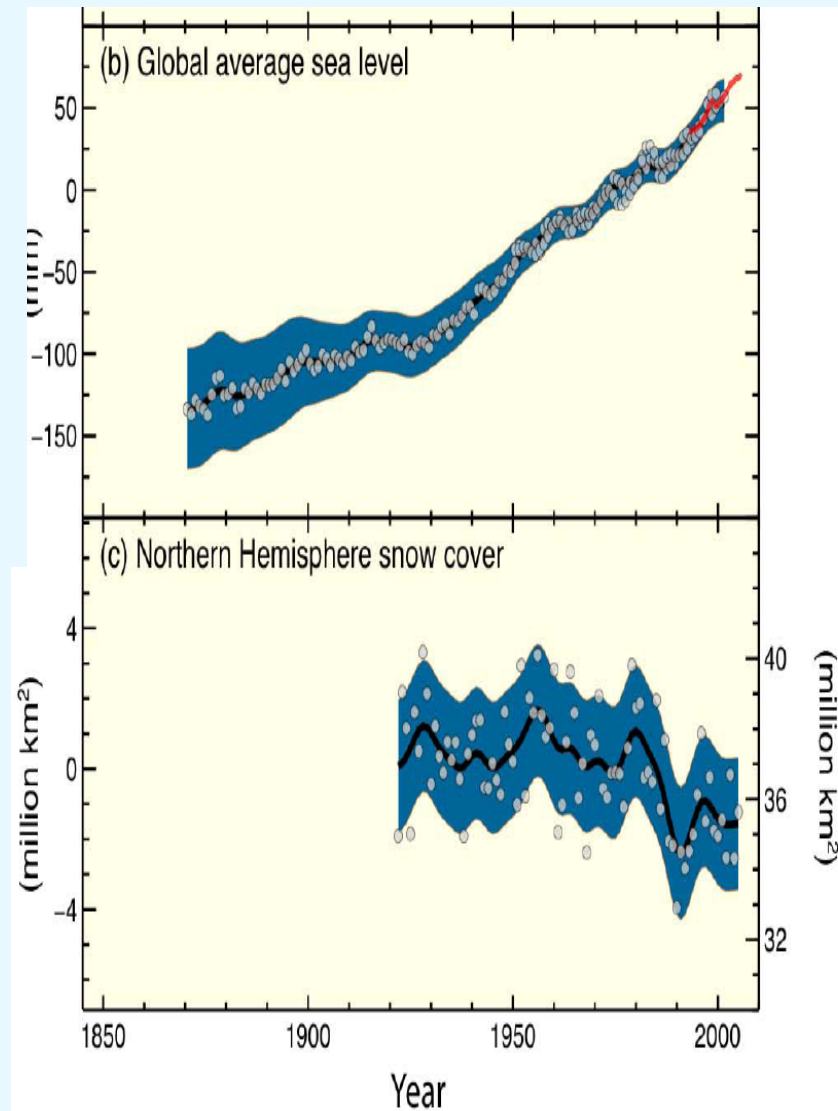 (b) Global average sea level
50
0
−50
−100
−150
(mm)
(c) Northern Hemisphere snow cover
4
0
−4
(million km²)
40
36
32
(million km²)
1850 1900 1950 2000
Year